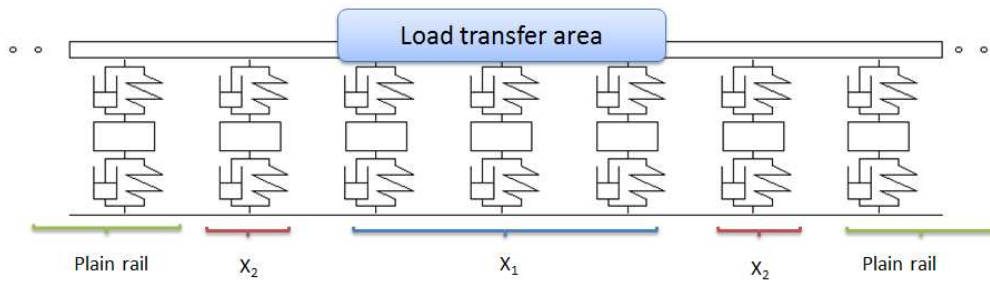 Load transfer area
Plain rail
X₂
X₁
X₂
Plain rail